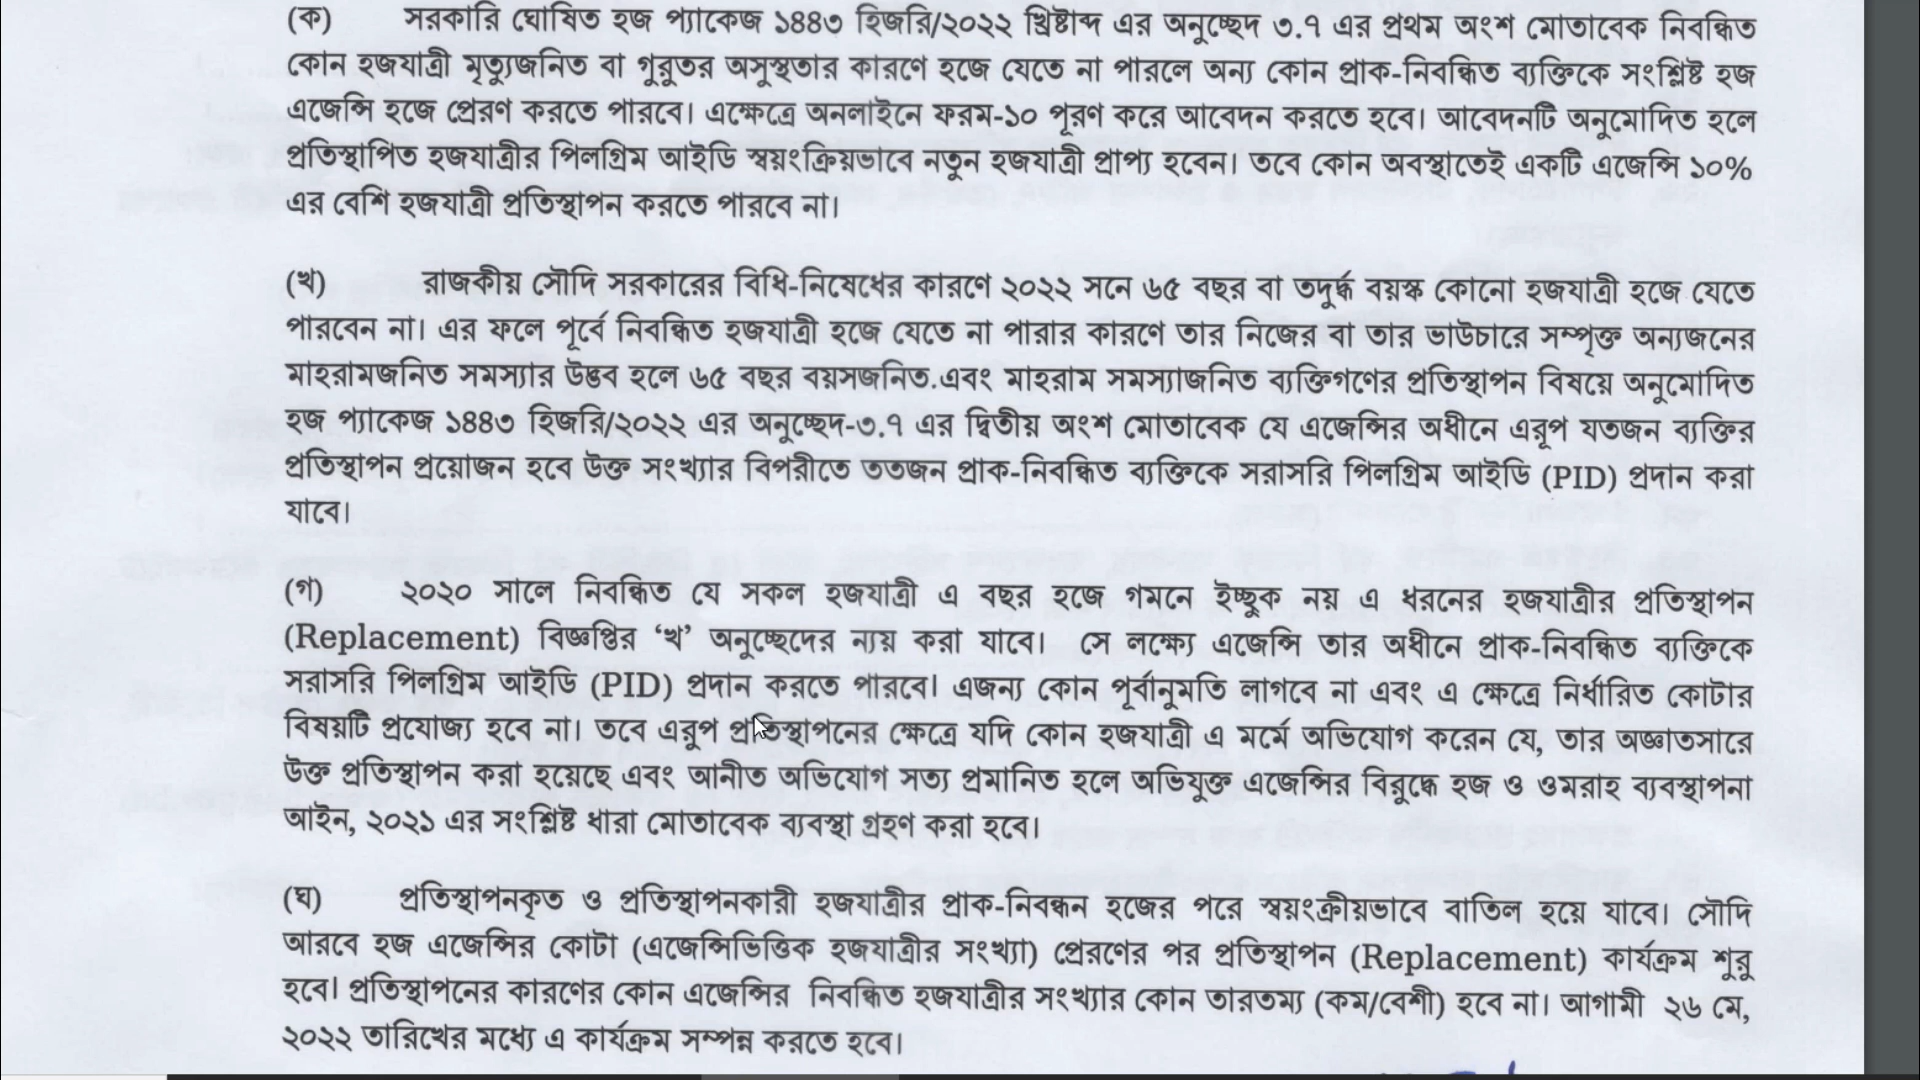 (ক) সরকারি ঘোষিত হজ প্যাকেজ ১৪৪৩ হিজরি/২০২২ খ্রিষ্টাব্দ এর অনুচ্ছেদ ৩.৭ এর প্রথম অংশ মোতাবেক নিবন্ধিত
কোন হজযাত্রী মৃত্যুজনিত বা গুরুতর অসুস্থতার কারণে হজে যেতে না পারলে অন্য কোন প্রাক-নিবন্ধিত ব্যক্তিকে সংশ্লিষ্ট হজ
এজেন্সি হজে প্রেরণ করতে পারবে। এক্ষেত্রে অনলাইনে ফরম-১০ পূরণ করে আবেদন করতে হবে। আবেদনটি অনুমোদিত হলে
প্রতিস্থাপিত হজযাত্রীর পিলগ্রিম আইডি স্বয়ংক্রিয়ভাবে নতুন হজযাত্রী প্রাপ্য হবেন। তবে কোন অবস্থাতেই একটি এজেন্সি ১০%
এর বেশি হজযাত্রী প্রতিস্থাপন করতে পারবে না।
(খ) রাজকীয় সৌদি সরকারের বিধি-নিষেধের কারণে ২০২২ সনে ৬৫ বছর বা তদুর্দ্ধ বয়স্ক কোনো হজযাত্রী হজে যেতে
পারবেন না। এর ফলে পূর্বে নিবন্ধিত হজযাত্রী হজে যেতে না পারার কারণে তার নিজের বা তার ভাউচারে সম্পৃক্ত অন্যজনের
মাহরামজনিত সমস্যার উদ্ভব হলে ৬৫ বছর বয়সজনিত.এবং মাহরাম সমস্যাজনিত ব্যক্তিগণের প্রতিস্থাপন বিষয়ে অনুমোদিত
হজ প্যাকেজ ১৪৪৩ হিজরি/২০২২ এর অনুচ্ছেদ-৩.৭ এর দ্বিতীয় অংশ মোতাবেক যে এজেন্সির অধীনে এরূপ যতজন ব্যক্তির
প্রতিস্থাপন প্রয়োজন হবে উক্ত সংখ্যার বিপরীতে ততজন প্রাক-নিবন্ধিত ব্যক্তিকে সরাসরি পিলগ্রিম আইডি (PID) প্রদান করা
যাবে।
(গ) ২০২০ সালে নিবন্ধিত যে সকল হজযাত্রী এ বছর হজে গমনে ইচ্ছুক নয় এ ধরনের হজযাত্রীর প্রতিস্থাপন
(Replacement) বিজ্ঞপ্তির ‘খ’ অনুচ্ছেদের ন্যয় করা যাবে। সে লক্ষ্যে এজেন্সি তার অধীনে প্রাক-নিবন্ধিত ব্যক্তিকে
সরাসরি পিলগ্রিম আইডি (PID) প্রদান করতে পারবে। এজন্য কোন পূর্বানুমতি লাগবে না এবং এ ক্ষেত্রে নির্ধারিত কোটার
বিষয়টি প্রযোজ্য হবে না। তবে এরুপ প্রতিস্থাপনের ক্ষেত্রে যদি কোন হজযাত্রী এ মর্মে অভিযোগ করেন যে, তার অজ্ঞাতসারে
উক্ত প্রতিস্থাপন করা হয়েছে এবং আনীত অভিযোগ সত্য প্রমানিত হলে অভিযুক্ত এজেন্সির বিরুদ্ধে হজ ও ওমরাহ ব্যবস্থাপনা
আইন, ২০২১ এর সংশ্লিষ্ট ধারা মোতাবেক ব্যবস্থা গ্রহণ করা হবে।
(ঘ) প্রতিস্থাপনকৃত ও প্রতিস্থাপনকারী হজযাত্রীর প্রাক-নিবন্ধন হজের পরে স্বয়ংক্রীয়ভাবে বাতিল হয়ে যাবে। সৌদি
আরবে হজ এজেন্সির কোটা (এজেন্সিভিত্তিক হজযাত্রীর সংখ্যা) প্রেরণের পর প্রতিস্থাপন (Replacement) কার্যক্রম শুরু
হবে। প্রতিস্থাপনের কারণের কোন এজেন্সির নিবন্ধিত হজযাত্রীর সংখ্যার কোন তারতম্য (কম/বেশী) হবে না। আগামী ২৬ মে,
২০২২ তারিখের মধ্যে এ কার্যক্রম সম্পন্ন করতে হবে।